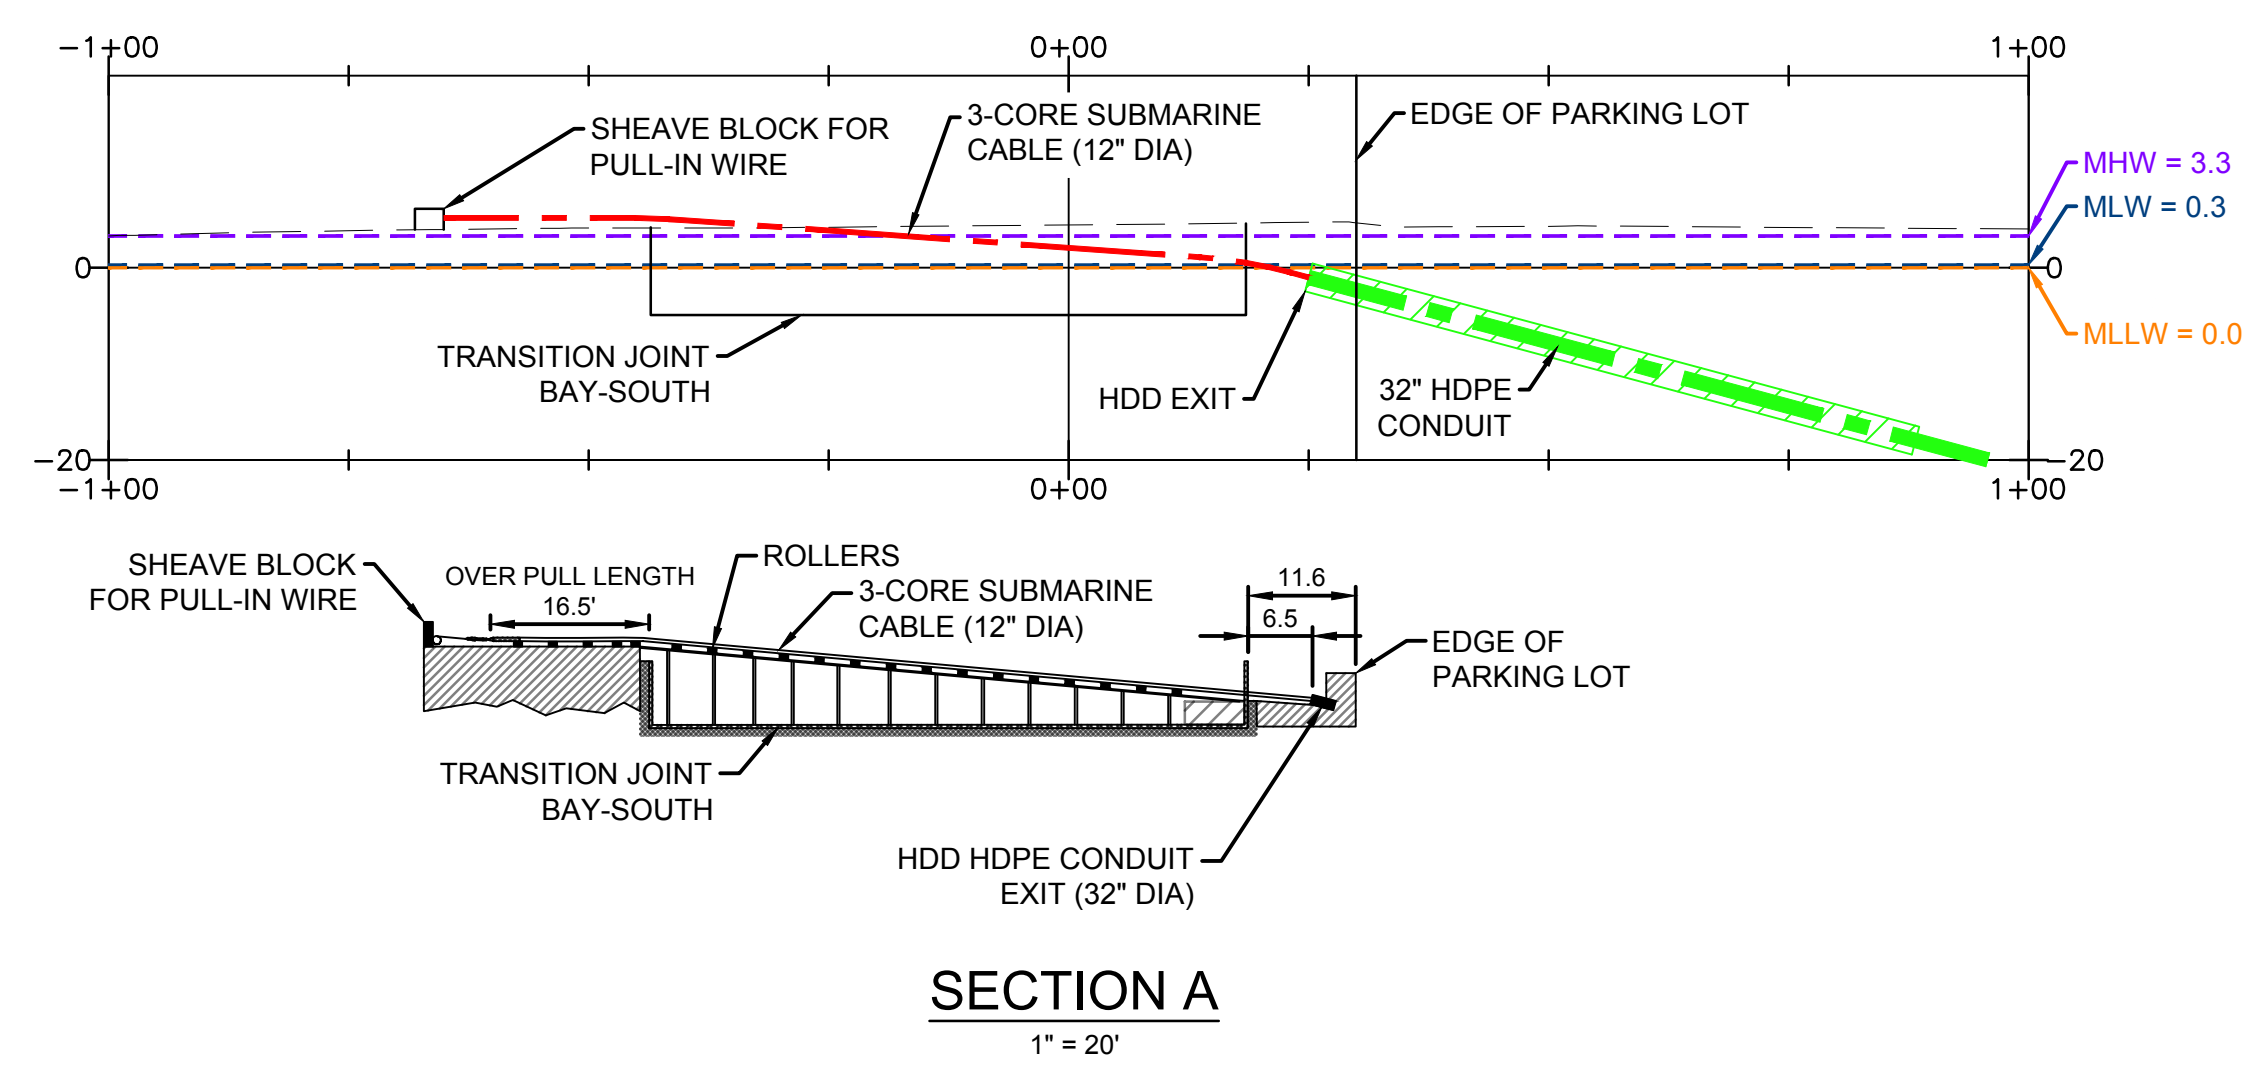 -1+00
0+00
1+00
SHEAVE BLOCK FOR
PULL-IN WIRE
3-CORE SUBMARINE
CABLE (12" DIA)
EDGE OF PARKING LOT
MHW = 3.3
MLW = 0.3
0
0
MLLW = 0.0
TRANSITION JOINT
BAY-SOUTH
HDD EXIT
32" HDPE
CONDUIT
-20
-20
-1+00
0+00
1+00
SHEAVE BLOCK
FOR PULL-IN WIRE
OVER PULL LENGTH
16.5'
ROLLERS
3-CORE SUBMARINE
CABLE (12" DIA)
11.6
6.5
EDGE OF
PARKING LOT
TRANSITION JOINT
BAY-SOUTH
HDD HDPE CONDUIT
EXIT (32" DIA)
SECTION A
1" = 20'